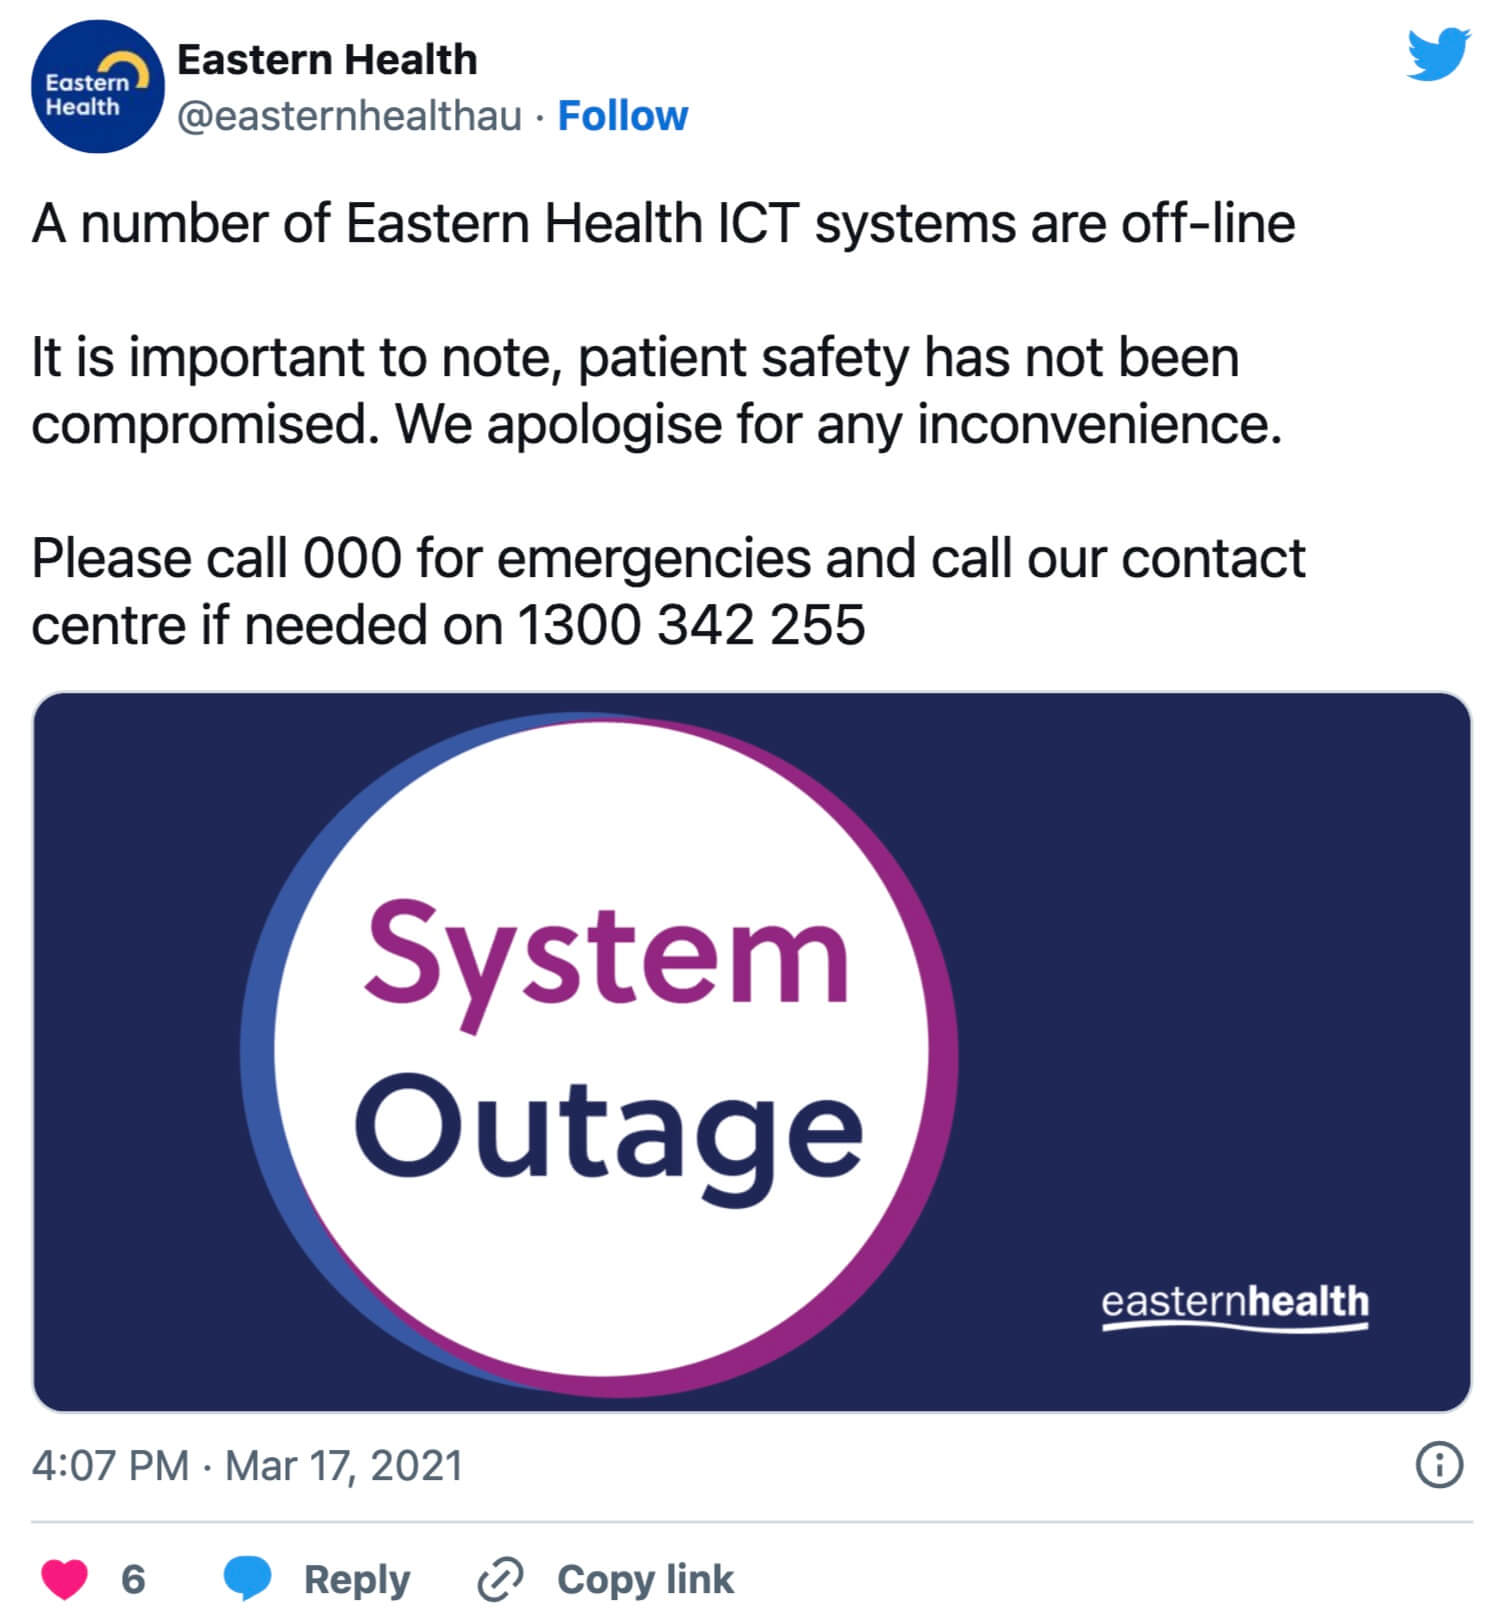 Eastern
Health
Eastern Health
@easternhealthau · Follow
A number of Eastern Health ICT systems are off-line
It is important to note, patient safety has not been
compromised. We apologise for any inconvenience.
Please call 000 for emergencies and call our contact
centre if needed on 1300 342 255
System
Outage
easternhealth
4:07 PM · Mar 17, 2021
6 Reply Copy link